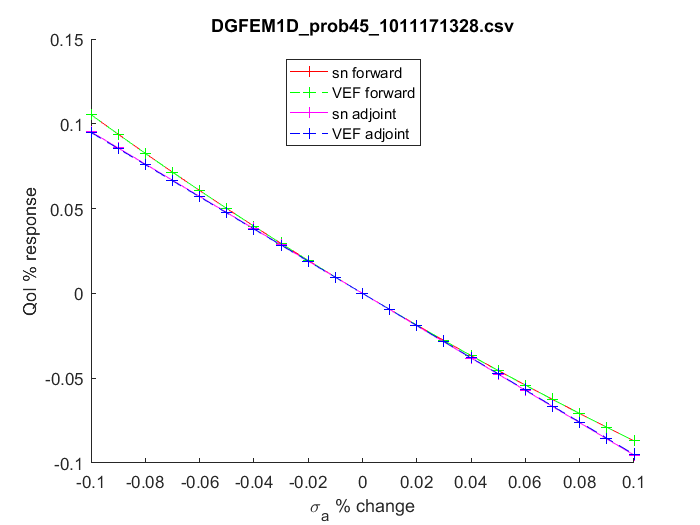 DGFEM1D_prob45_1011171328.csv
sn forward
VEF forward
sn adjoint
VEF adjoint
0.15
0.1
0.05
0
-0.05
-0.1
QoI % response
-0.1 -0.08 -0.06 -0.04 -0.02 0 0.02 0.04 0.06 0.08 0.1
σa % change